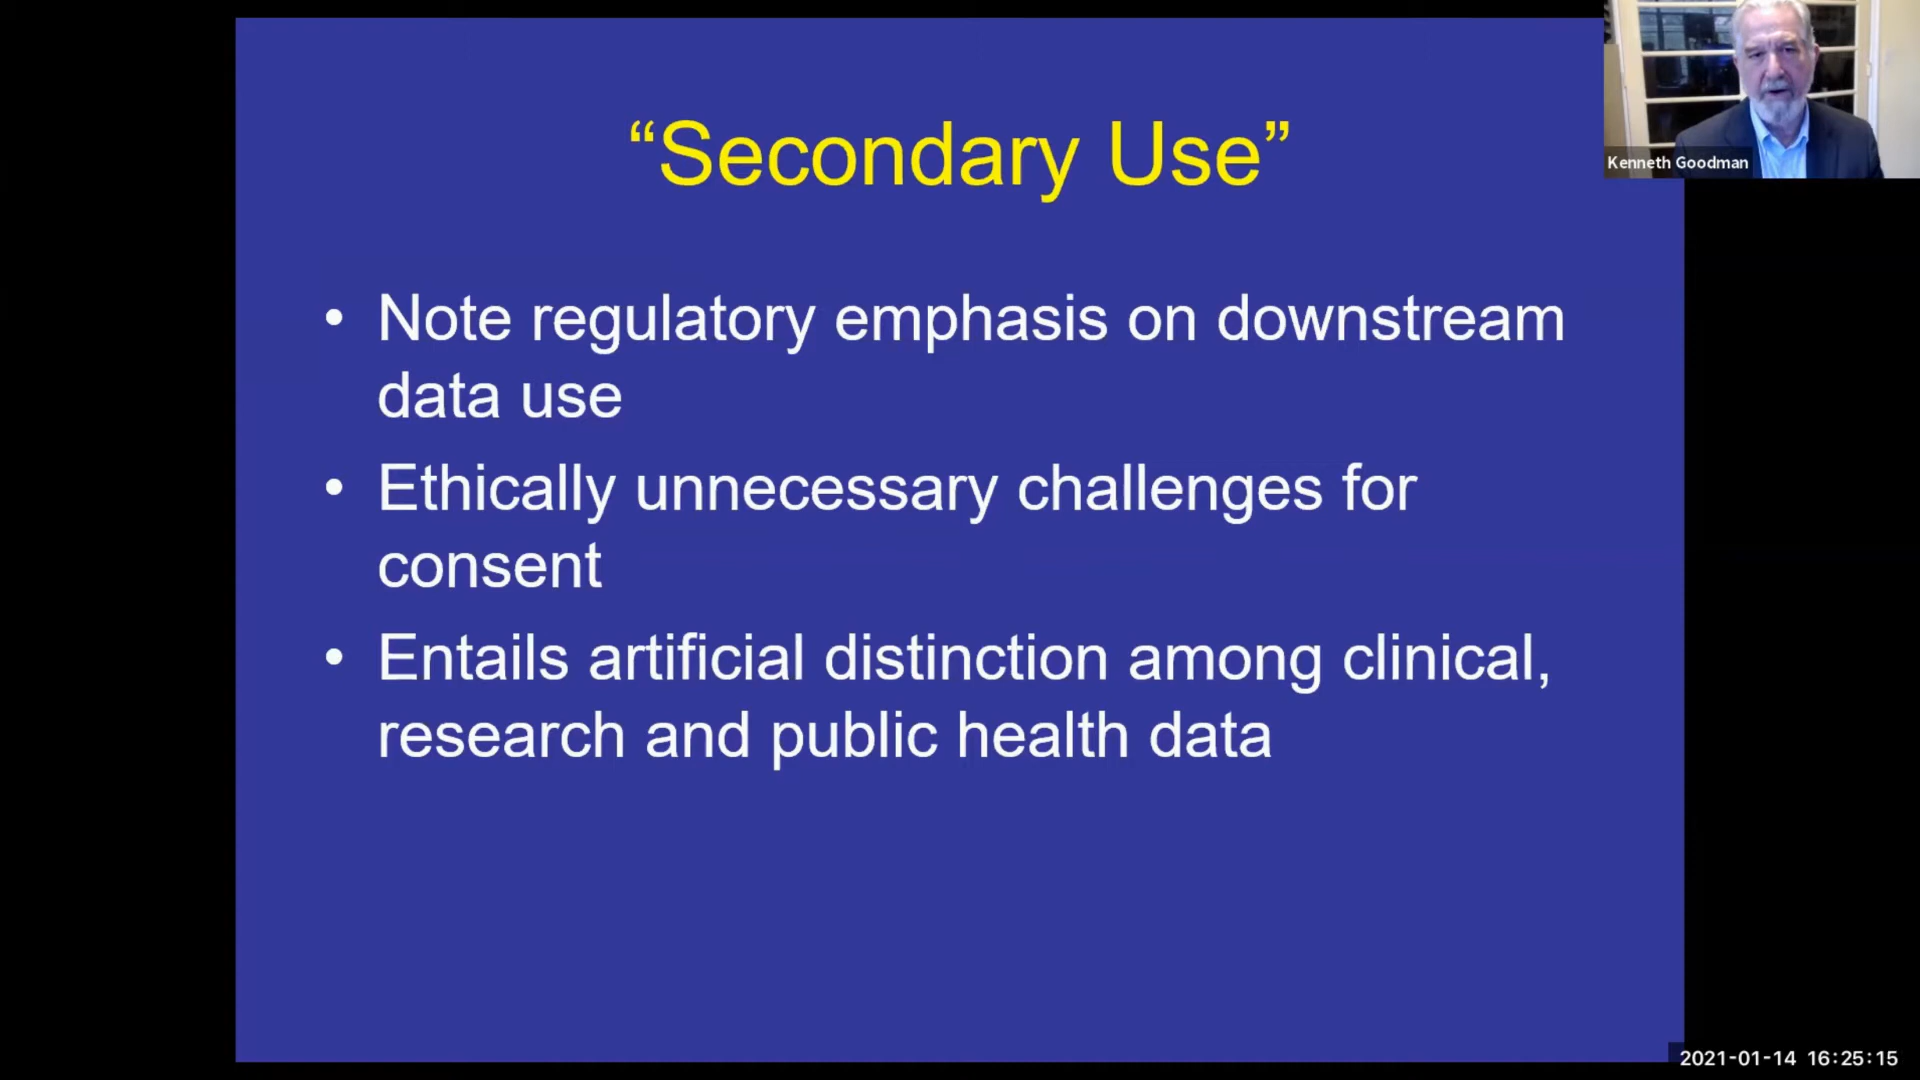 “Secondary Use”
• Note regulatory emphasis on downstream
data use
• Ethically unnecessary challenges for
consent
• Entails artificial distinction among clinical,
research and public health data
Kenneth Goodman
2021-01-14 16:25:15